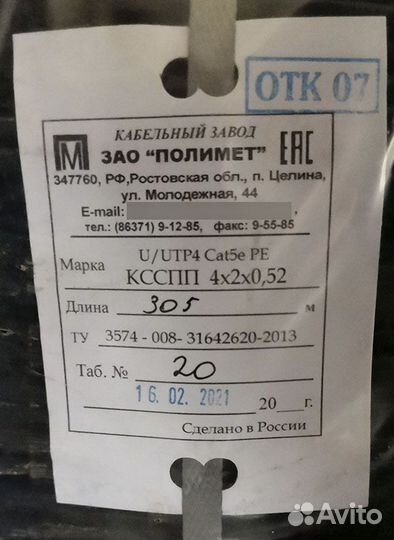 ОТК 07
КАБЕЛЬНЫЙ ЗАВОД
М ЗАО "ПОЛИМЕТ" ЕАС
347760, РФ,Ростовская обл., п. Целина,
ул. Молодежная, 44
E-mail: ,
тел.: (86371) 9-12-85, факс: 9-55-85
Марка U/UTP4 Cat5e PE
КССПП 4х2х0,52
Длина 305 м
ТУ 3574 - 008- 31642620-2013
Таб. № 20
16. 02. 2021 20___г.
Сделано в России
Avito